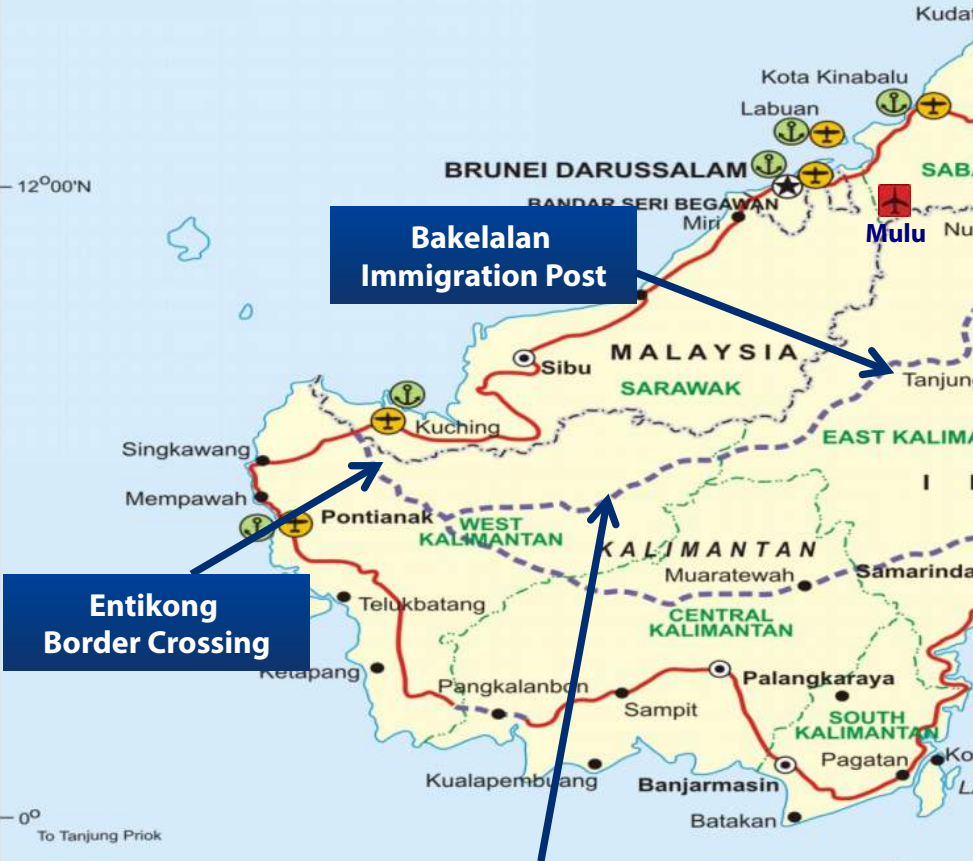 Kudat
Kota Kinabalu
Labuan
BRUNEI DARUSSALAM
12°00'N
SABA
BANDAR SERI BEGAWAN
Miri
Mulu
Nu
Bakelalan
Immigration Post
MALAYSIA
Sibu
SARAWAK
Tanjung
Kuching
EAST KALIMA
Singkawang
I
Mempawah
Pontianak
WEST
KALIMANTAN
KALIMANTAN
Muaratewah
Samarinda
Entikong
Border Crossing
Telukbatang
CENTRAL
KALIMANTAN
Ketapang
Pangkalanbon
Palangkaraya
Sampit
SOUTH
KALIMANTAN
Pagatan
Ko
Kualapembuang
Banjarmasin
Batakan
0°
To Tanjung Priok